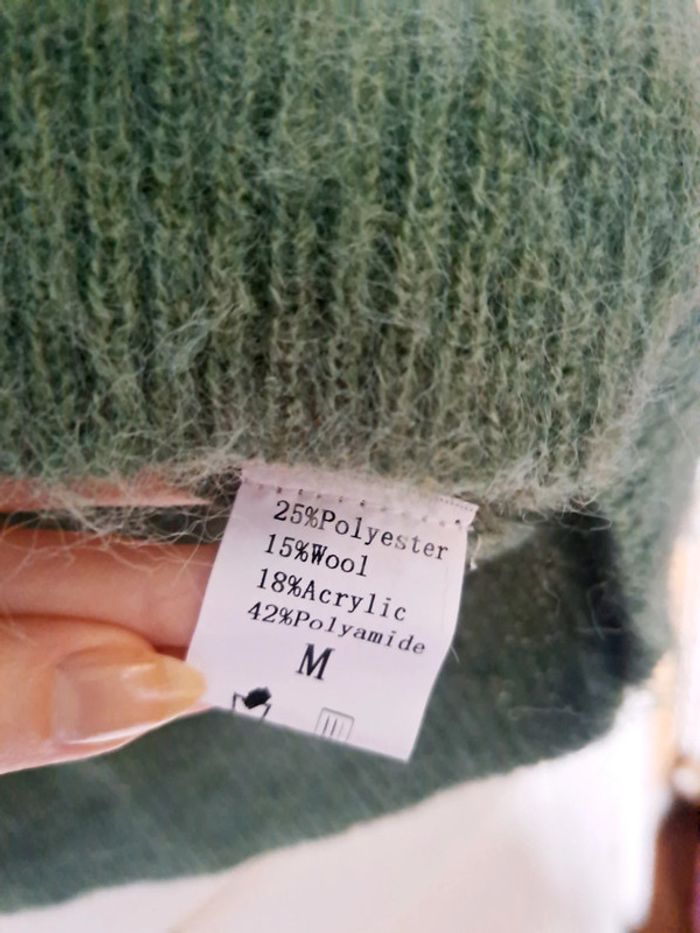 25%Polyester
15%Wool
18%Acrylic
42%Polyamide
M